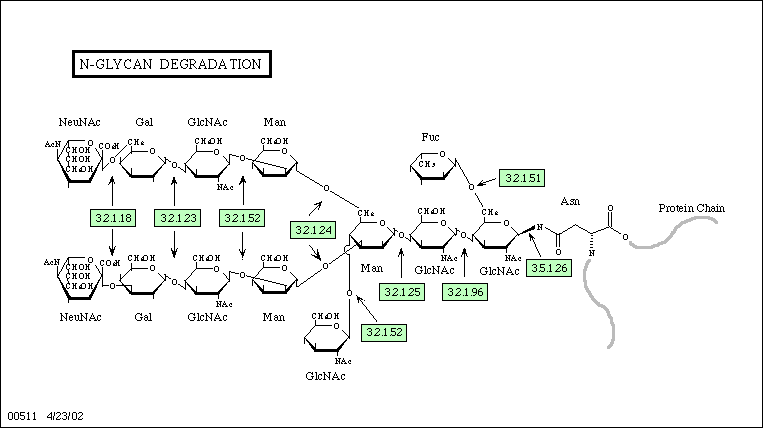 N-GLYCAN DEGRADATION
NeuNAc Gal GlcNAc Man
Fuc
AcN CHOH CHOH CHOH COOH O CH₂ O CH₂OH O CH₂OH O
NAc
CH₃ O
3.2.1.51
Asn
Protein Chain
3.2.1.18 3.2.1.23 3.2.1.52 3.2.1.24
CH₂ O CH₂OH O CH₂ O N O O
NAc NAc O N
Man GlcNAc GlcNAc
3.5.1.26
AcN CHOH CHOH CHOH COOH O CH₂OH O CH₂OH O CH₂OH O
NAc
3.2.1.25 3.2.1.96
NeuNAc Gal GlcNAc Man
CH₂OH O
3.2.1.52
NAc
GlcNAc
00511 4/23/02